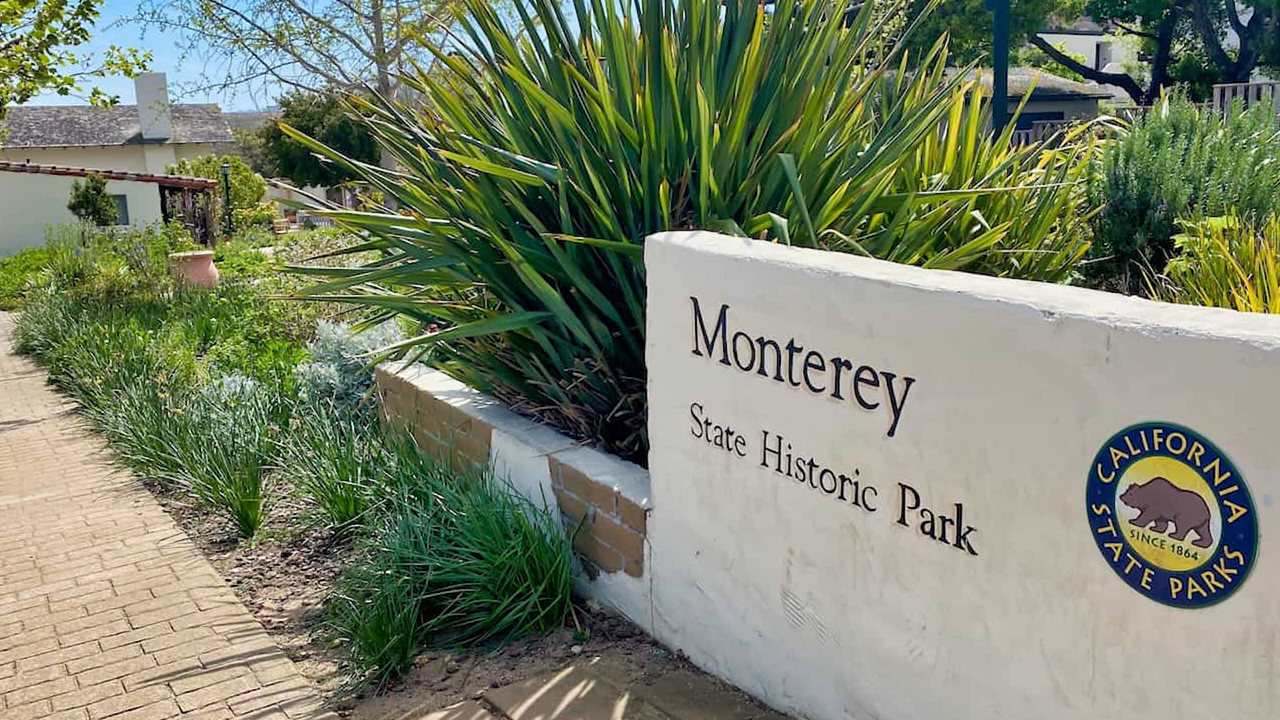 Monterey
State Historic Park
CALIFORNIA
SINCE 1864
STATE PARKS